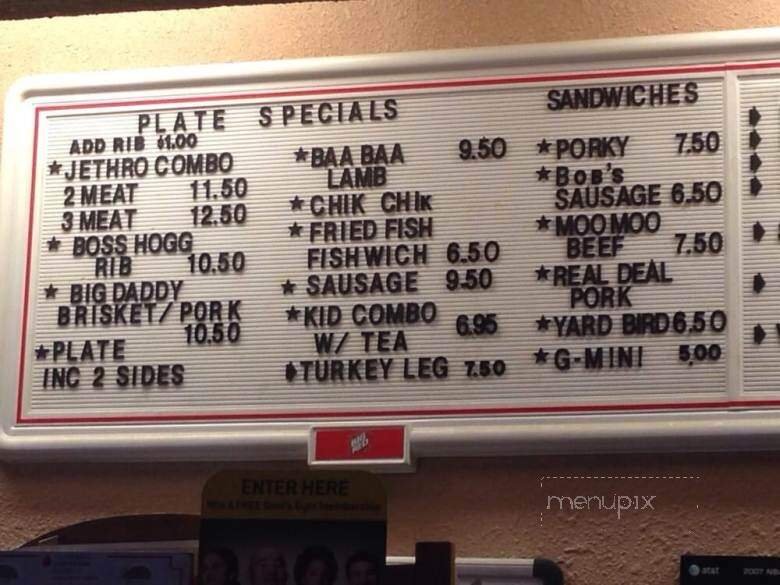 PLATE SPECIALS
ADD RIB $1.00
★JETHRO COMBO
2 MEAT 11.50
3 MEAT 12.50
★ BOSS HOGG
RIB 10.50
★ BIG DADDY
BRISKET/PORK
10.50
★PLATE
INC 2 SIDES
★BAA BAA 9.50
LAMB
★CHIK CHIK
★FRIED FISH
FISHWICH 6.50
★ SAUSAGE 9.50
★KID COMBO
W/ TEA 6.95
TURKEY LEG 7.50
SANDWICHES
★PORKY 7.50
★BOB'S
SAUSAGE 6.50
★MOO MOO
BEEF 7.50
★REAL DEAL
PORK
★YARD BIRD 6.50
★G-MINI 5,00
BIG RED
ENTER HERE
menupix
at&t
2007